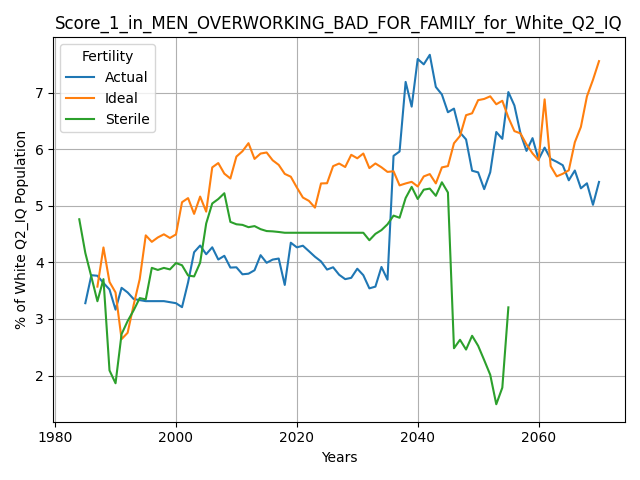 Score_1_in_MEN_OVERWORKING_BAD_FOR_FAMILY_for_White_Q2_IQ
Fertility
Actual
Ideal
Sterile
% of White Q2_IQ Population
7
6
5
4
3
2
1980
2000
2020
2040
2060
Years